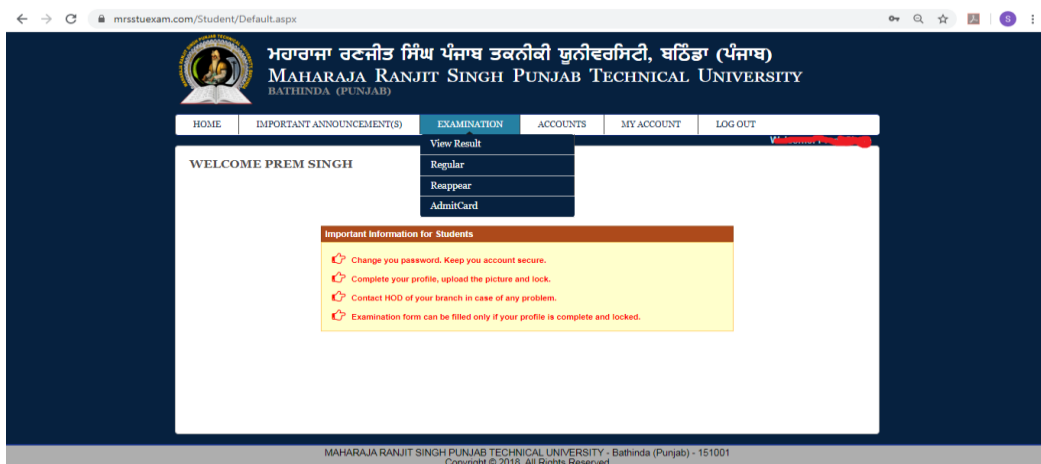 mrsstuexam.com/Student/Default.aspx
S
ਮਹਾਰਾਜਾ ਰਣਜੀਤ ਸਿੰਘ ਪੰਜਾਬ ਤਕਨੀਕੀ ਯੂਨੀਵਰਸਿਟੀ, ਬਠਿੰਡਾ (ਪੰਜਾਬ)
MAHARAJA RANJIT SINGH PUNJAB TECHNICAL UNIVERSITY
BATHINDA (PUNJAB)
HOME IMPORTANT ANNOUNCEMENT(S) EXAMINATION ACCOUNTS MY ACCOUNT LOG OUT
View Result
Regular
Reappear
AdmitCard
WELCOME PREM SINGH
Important Information for Students
Change you password. Keep you account secure.
Complete your profile, upload the picture and lock.
Contact HOD of your branch in case of any problem.
Examination form can be filled only if your profile is complete and locked.
MAHARAJA RANJIT SINGH PUNJAB TECHNICAL UNIVERSITY - Bathinda (Punjab) - 151001
Copyright © 2018. All Rights Reserved